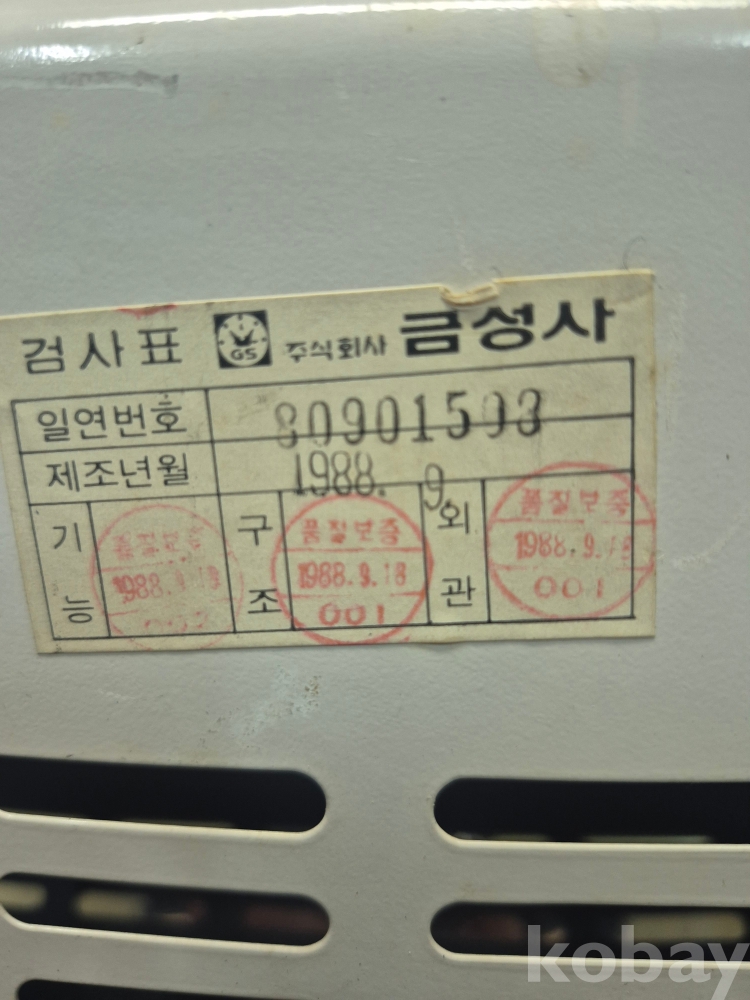 검사표 GS 주식회사 금성사
일연번호 80901503
제조년월 1988. 9.
기능 구조 외관
품질보증 품질보증 품질보증
1988.9.18 1988.9.18 1988.9.18
001 001
kobay